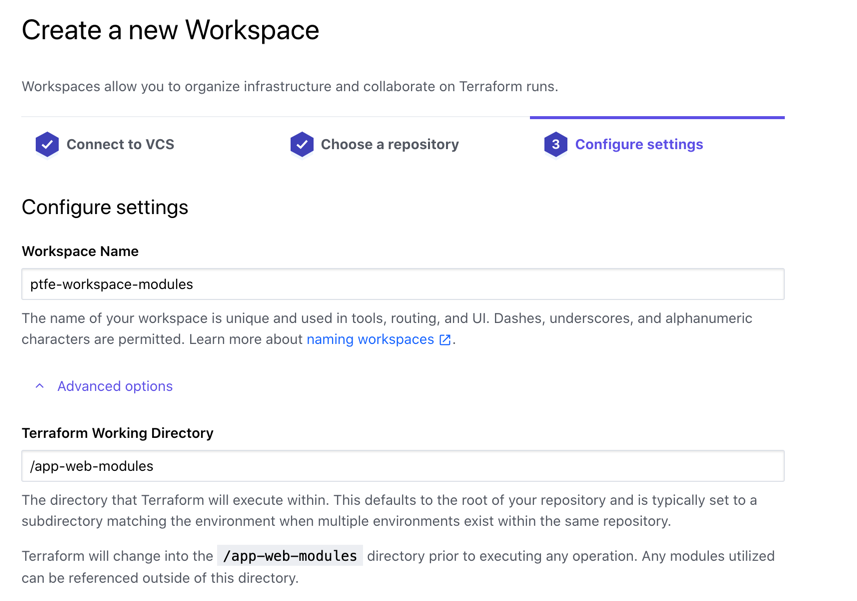 Create a new Workspace
Workspaces allow you to organize infrastructure and collaborate on Terraform runs.
Connect to VCS
Choose a repository
3 Configure settings
Configure settings
Workspace Name
ptfe-workspace-modules
The name of your workspace is unique and used in tools, routing, and UI. Dashes, underscores, and alphanumeric
characters are permitted. Learn more about naming workspaces.
Advanced options
Terraform Working Directory
/app-web-modules
The directory that Terraform will execute within. This defaults to the root of your repository and is typically set to a
subdirectory matching the environment when multiple environments exist within the same repository.
Terraform will change into the /app-web-modules directory prior to executing any operation. Any modules utilized
can be referenced outside of this directory.